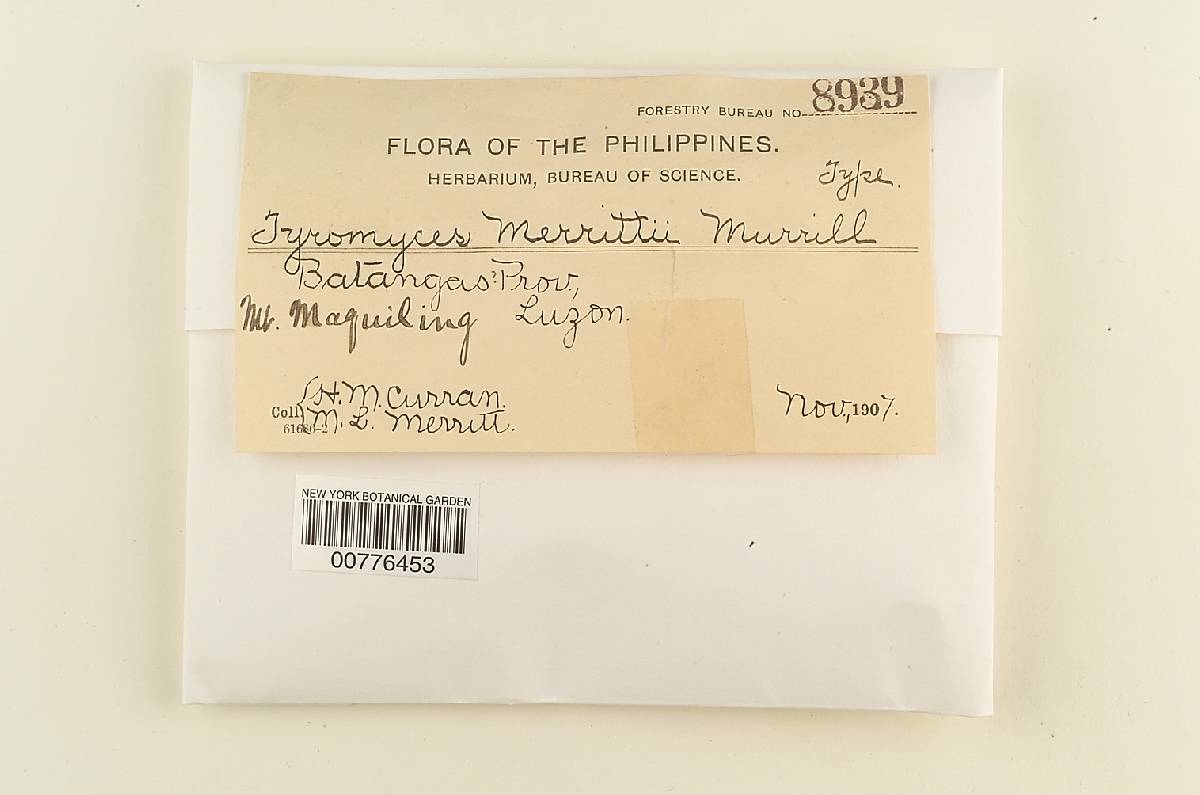 FORESTRY BUREAU NO. 8939
FLORA OF THE PHILIPPINES.
HERBARIUM, BUREAU OF SCIENCE.
Type.
Tyromyces Merrittii Murrill
Batangas Prov.,
Mt. Maquiling Luzon.
H. M. Curran.
Coll. M. L. Merritt.
Nov., 1907.
NEW YORK BOTANICAL GARDEN
00776453